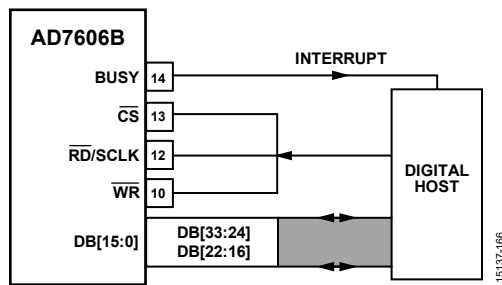 AD7606B
BUSY 14
INTERRUPT
CS 13
RD/SCLK 12
WR 10
DIGITAL
HOST
DB[15:0]
DB[33:24]
DB[22:16]
15137-166